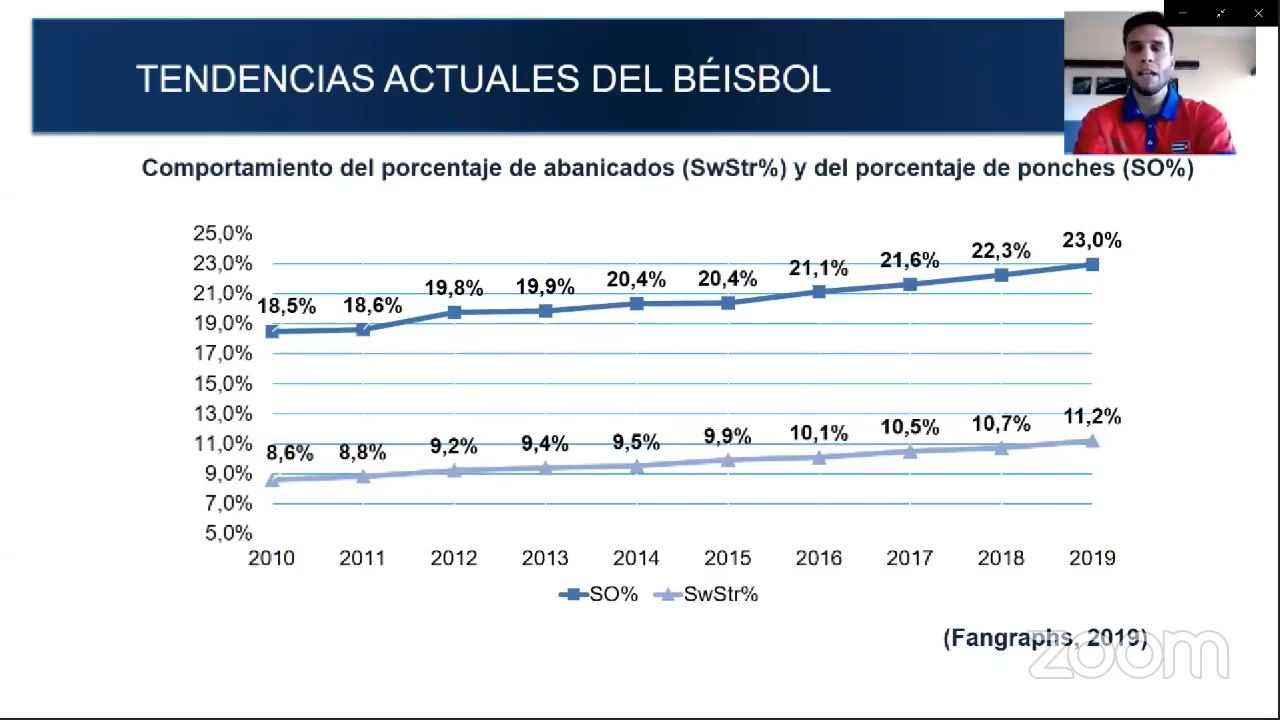 TENDENCIAS ACTUALES DEL BÉISBOL
Comportamiento del porcentaje de abanicados (SwStr%) y del porcentaje de ponches (SO%)
25,0%
23,0%
21,0%
19,0%
17,0%
15,0%
13,0%
11,0%
9,0%
7,0%
5,0%
18,5% 18,6% 19,8% 19,9% 20,4% 20,4% 21,1% 21,6% 22,3% 23,0%
8,6% 8,8% 9,2% 9,4% 9,5% 9,9% 10,1% 10,5% 10,7% 11,2%
2010 2011 2012 2013 2014 2015 2016 2017 2018 2019
SO% SwStr%
(Fangraphs, 2019)
zoom